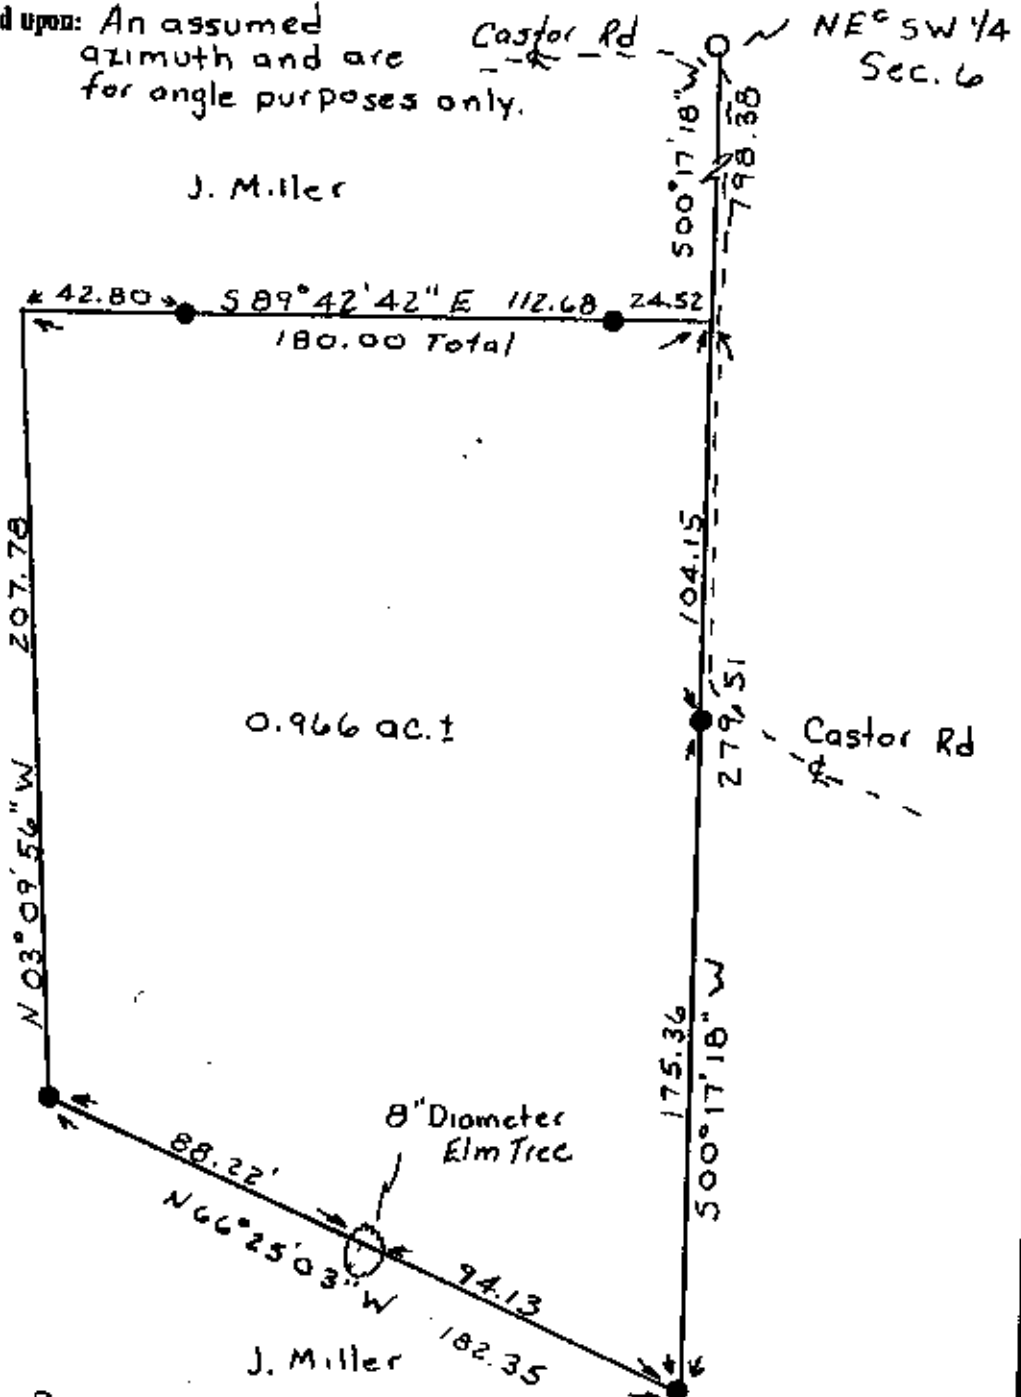 d upon: An assumed
azimuth and are
for angle purposes only.
Castor Rd
℄
NEᶜ SW 1/4
Sec. 6
S00°17'18"W
798.38
J. Miller
42.80
S89°42'42"E
112.68
24.52
180.00 Total
207.78
N03°09'56"W
104.15
279.51
0.966 ac.±
Castor Rd
℄
175.36
S00°17'18"W
8" Diameter
Elm Tree
88.22'
N66°25'03"W
94.13
182.35
J. Miller